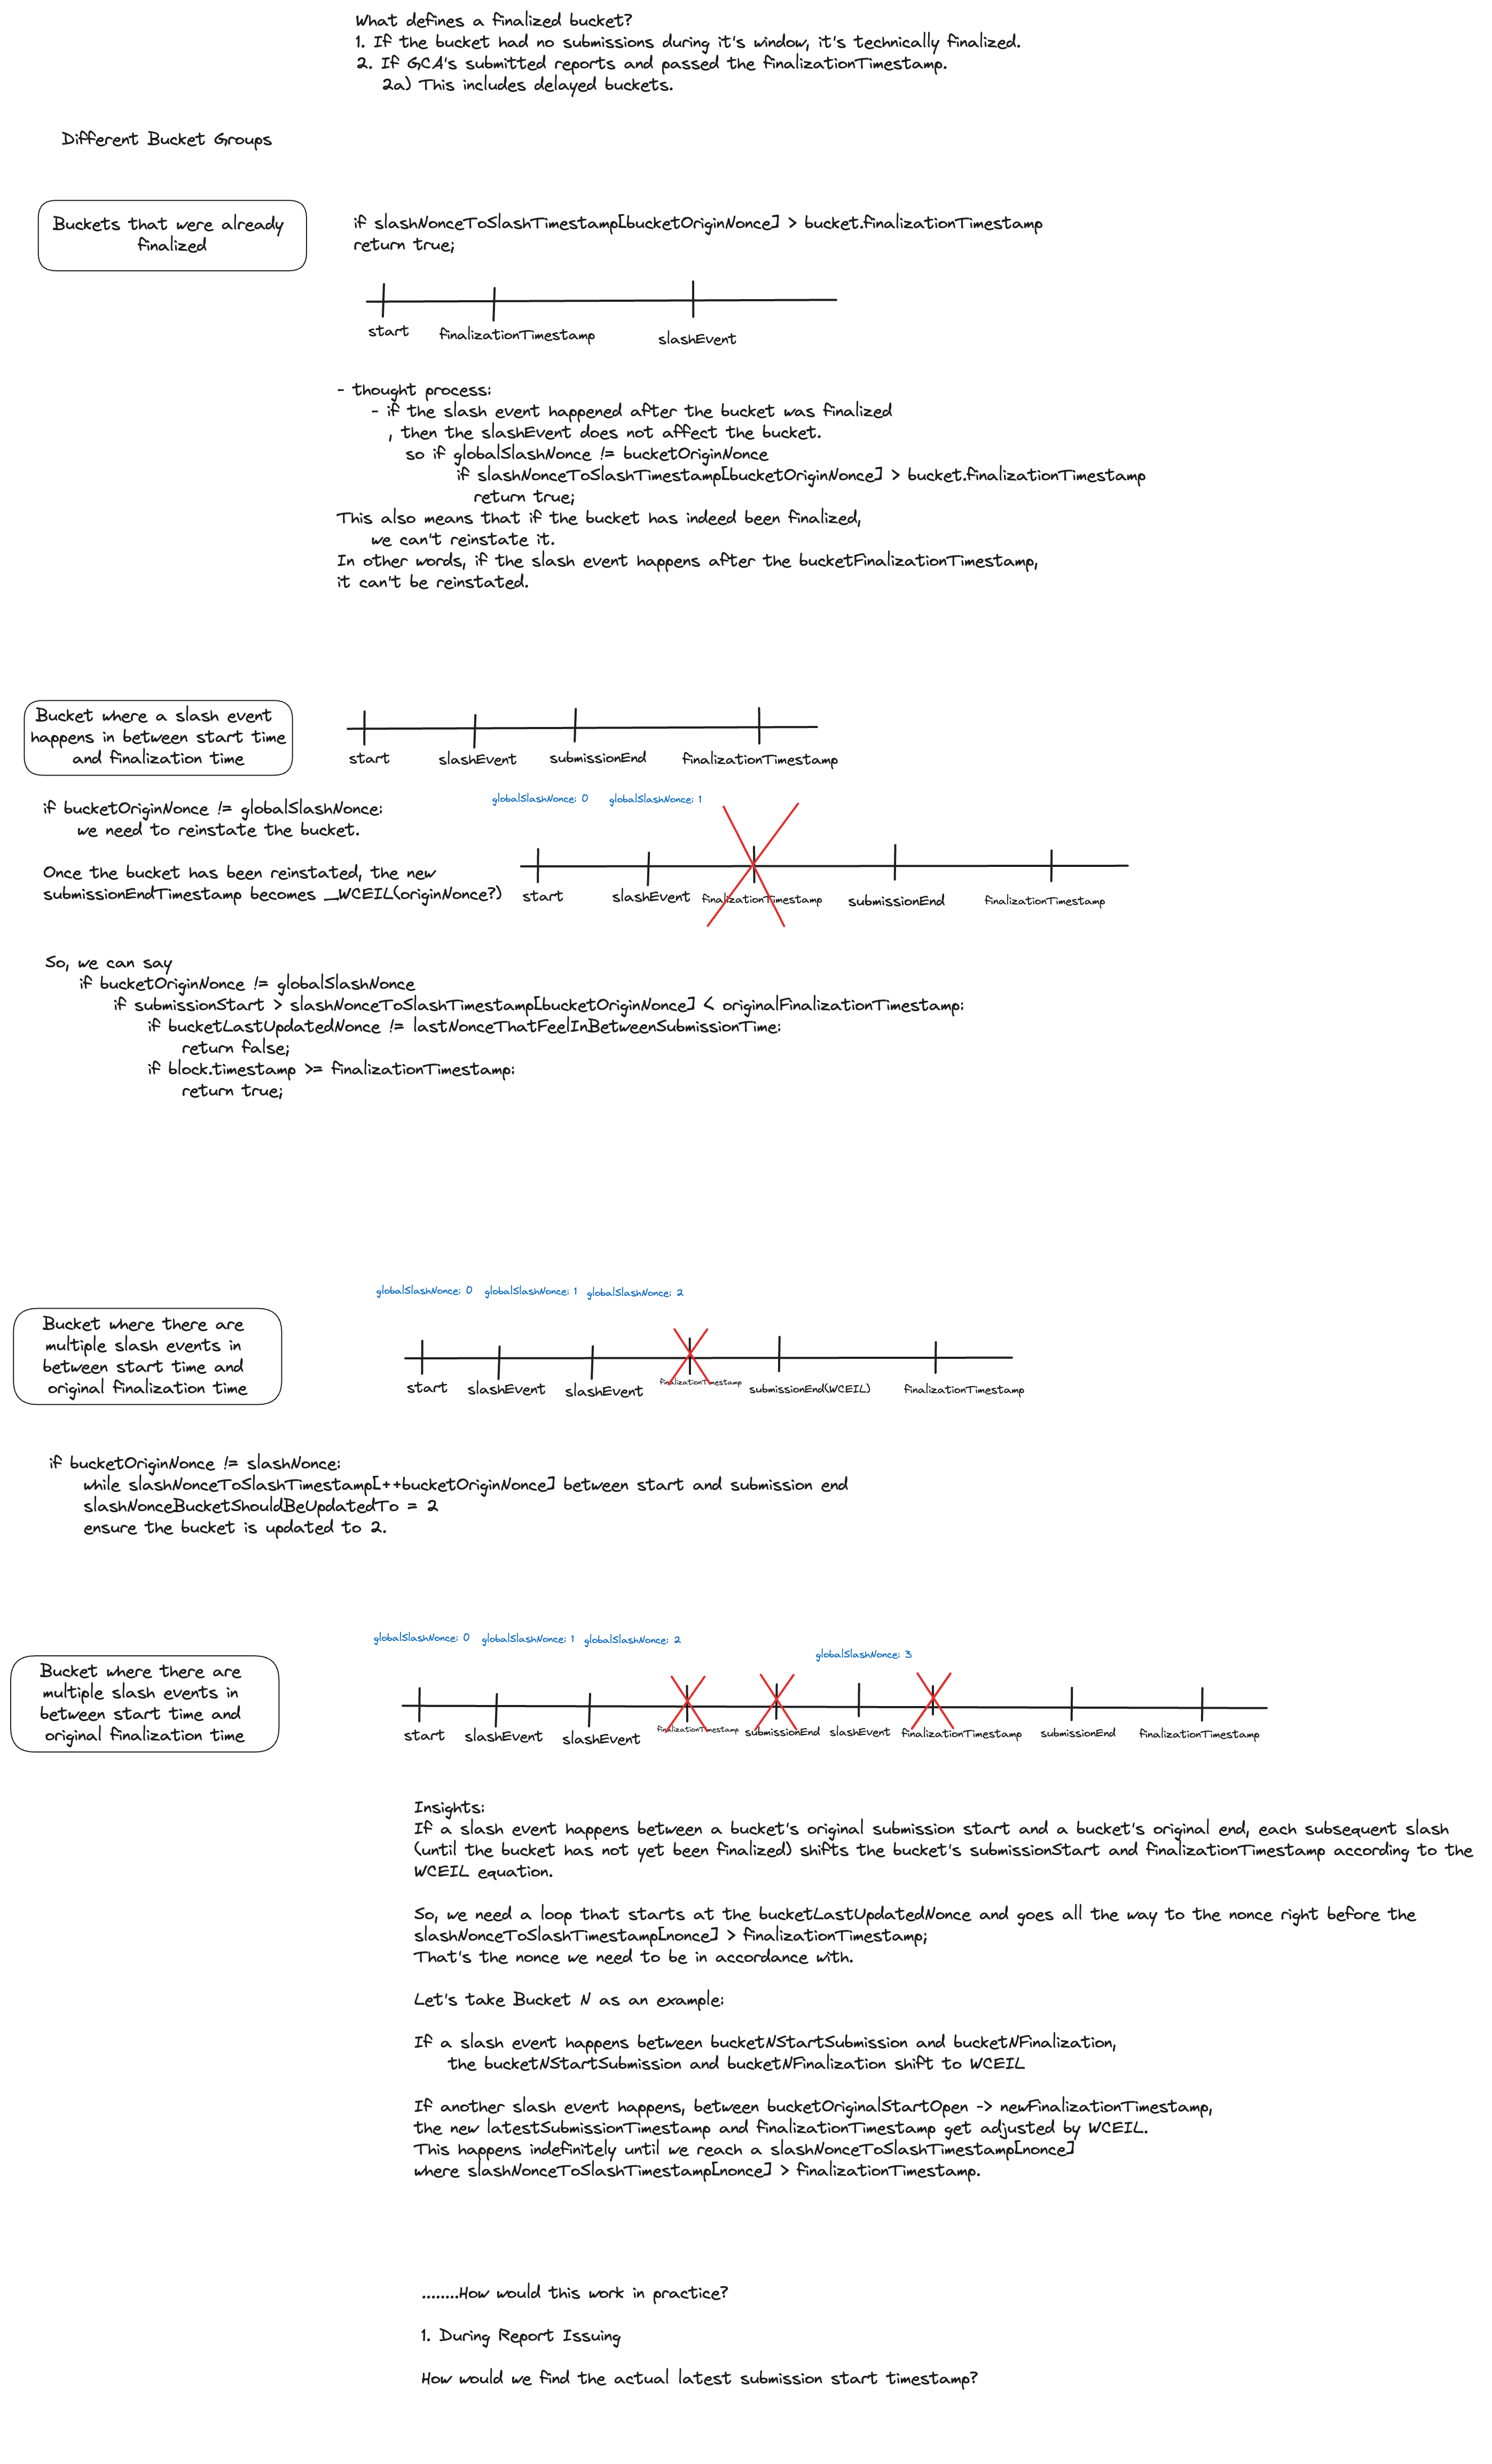 What defines a finalized bucket?
1. If the bucket had no submissions during it's window, it's technically finalized.
2. If GCA's submitted reports and passed the finalizationTimestamp.
2a) This includes delayed buckets.
Different Bucket Groups
Buckets that were already
finalized
if slashNonceToSlashTimestamp[bucketOriginNonce] > bucket.finalizationTimestamp
return true;
start
finalizationTimestamp
slashEvent
- thought process:
- if the slash event happened after the bucket was finalized
, then the slashEvent does not affect the bucket.
so if globalSlashNonce != bucketOriginNonce
if slashNonceToSlashTimestamp[bucketOriginNonce] > bucket.finalizationTimestamp
return true;
This also means that if the bucket has indeed been finalized,
we can't reinstate it.
In other words, if the slash event happens after the bucketFinalizationTimestamp,
it can't be reinstated.
Bucket where a slash event
happens in between start time
and finalization time
start
slashEvent
submissionEnd
finalizationTimestamp
if bucketOriginNonce != globalSlashNonce:
we need to reinstate the bucket.
Once the bucket has been reinstated, the new
submissionEndTimestamp becomes __WCEIL(originNonce?)
globalSlashNonce: 0
globalSlashNonce: 1
start
slashEvent
finalizationTimestamp
submissionEnd
finalizationTimestamp
So, we can say
if bucketOriginNonce != globalSlashNonce
if submissionStart > slashNonceToSlashTimestamp[bucketOriginNonce] < originalFinalizationTimestamp:
if bucketLastUpdatedNonce != lastNonceThatFeelInBetweenSubmissionTime:
return false;
if block.timestamp >= finalizationTimestamp:
return true;
globalSlashNonce: 0
globalSlashNonce: 1
globalSlashNonce: 2
Bucket where there are
multiple slash events in
between start time and
original finalization time
start
slashEvent
slashEvent
finalizationTimestamp
submissionEnd(WCEIL)
finalizationTimestamp
if bucketOriginNonce != slashNonce:
while slashNonceToSlashTimestamp[++bucketOriginNonce] between start and submission end
slashNonceBucketShouldBeUpdatedTo = 2
ensure the bucket is updated to 2.
globalSlashNonce: 0
globalSlashNonce: 1
globalSlashNonce: 2
globalSlashNonce: 3
Bucket where there are
multiple slash events in
between start time and
original finalization time
start
slashEvent
slashEvent
finalizationTimestamp
submissionEnd
slashEvent
finalizationTimestamp
submissionEnd
finalizationTimestamp
Insights:
If a slash event happens between a bucket's original submission start and a bucket's original end, each subsequent slash
(until the bucket has not yet been finalized) shifts the bucket's submissionStart and finalizationTimestamp according to the
WCEIL equation.
So, we need a loop that starts at the bucketLastUpdatedNonce and goes all the way to the nonce right before the
slashNonceToSlashTimestamp[nonce] > finalizationTimestamp;
That's the nonce we need to be in accordance with.
Let's take Bucket N as an example:
If a slash event happens between bucketNStartSubmission and bucketNFinalization,
the bucketNStartSubmission and bucketNFinalization shift to WCEIL
If another slash event happens, between bucketOriginalStartOpen -> newFinalizationTimestamp,
the new latestSubmissionTimestamp and finalizationTimestamp get adjusted by WCEIL.
This happens indefinitely until we reach a slashNonceToSlashTimestamp[nonce]
where slashNonceToSlashTimestamp[nonce] > finalizationTimestamp.
........How would this work in practice?
1. During Report Issuing
How would we find the actual latest submission start timestamp?